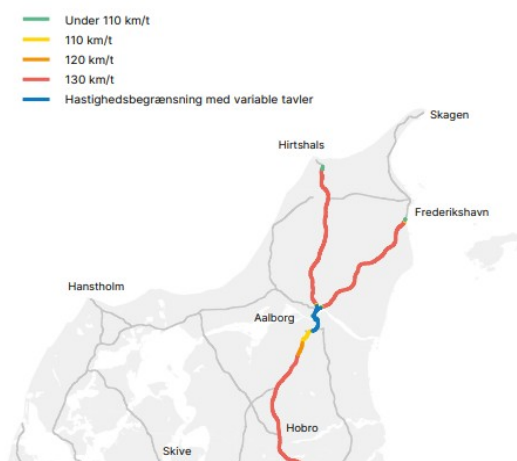 Under 110 km/t
110 km/t
120 km/t
130 km/t
Hastighedsbegrænsning med variable tavler
Skagen
Hirtshals
Frederikshavn
Hanstholm
Aalborg
Hobro
Skive